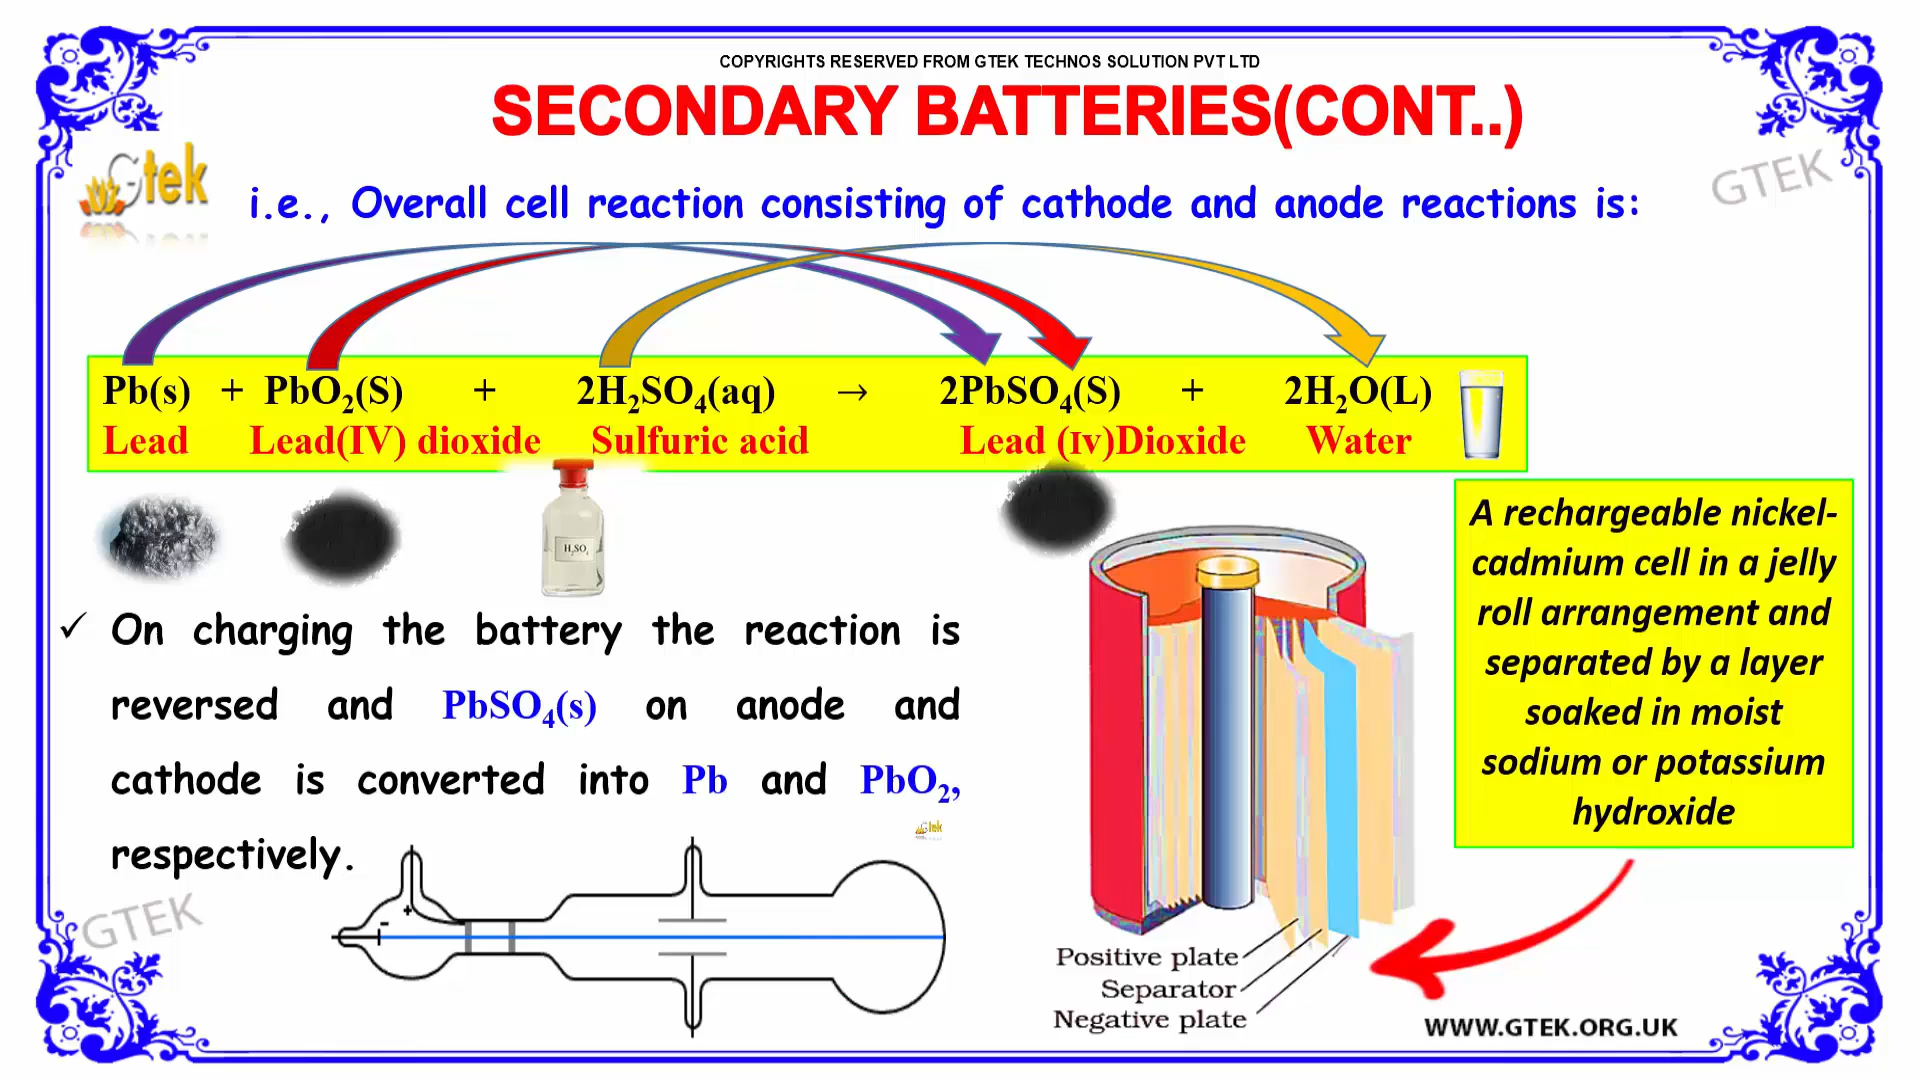 COPYRIGHTS RESERVED FROM GTEK TECHNOS SOLUTION PVT LTD
SECONDARY BATTERIES(CONT..)
Gtek
GTEK
i.e., Overall cell reaction consisting of cathode and anode reactions is:
Pb(s) + PbO₂(S) + 2H₂SO₄(aq) → 2PbSO₄(S) + 2H₂O(L)
Lead Lead(IV) dioxide Sulfuric acid Lead (Iv)Dioxide Water
H₂SO₄
A rechargeable nickel-
cadmium cell in a jelly
roll arrangement and
separated by a layer
soaked in moist
sodium or potassium
hydroxide
✓ On charging the battery the reaction is
reversed and PbSO₄(s) on anode and
cathode is converted into Pb and PbO₂,
respectively.
Gtek
GTEK
+
-
Positive plate
Separator
Negative plate
WWW.GTEK.ORG.UK